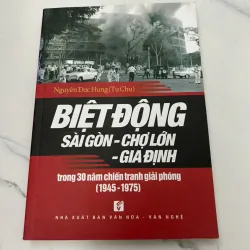 Nguyễn Đức Hùng (Tư Chu)
BIỆT ĐỘNG
SÀI GÒN - CHỢ LỚN
- GIA ĐỊNH
trong 30 năm chiến tranh giải phóng
(1945-1975)
NHÀ XUẤT BẢN VĂN HÓA - VĂN NGHỆ